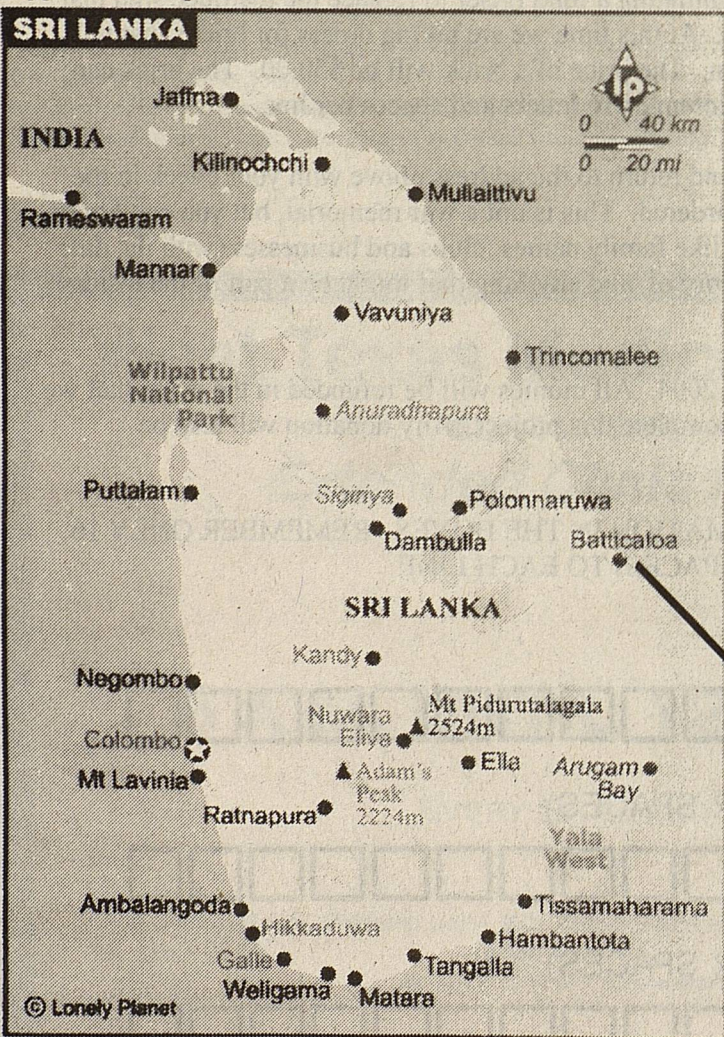 SRI LANKA
lp
0 40 km
0 20 mi
Jaffna
INDIA
Kilinochchi
Mullaittivu
Rameswaram
Mannar
Vavuniya
Trincomalee
Wilpattu
National
Park
Anuradhapura
Puttalam
Sigiriya
Polonnaruwa
Dambulla
Batticaloa
SRI LANKA
Kandy
Negombo
Mt Pidurutalagala
2524m
Nuwara
Eliya
Colombo
Ella
Arugam
Bay
Mt Lavinia
Adam's
Peak
2224m
Ratnapura
Yala
West
Ambalangoda
Tissamaharama
Hikkaduwa
Hambantota
Galle
Tangalla
Weligama
Matara
© Lonely Planet